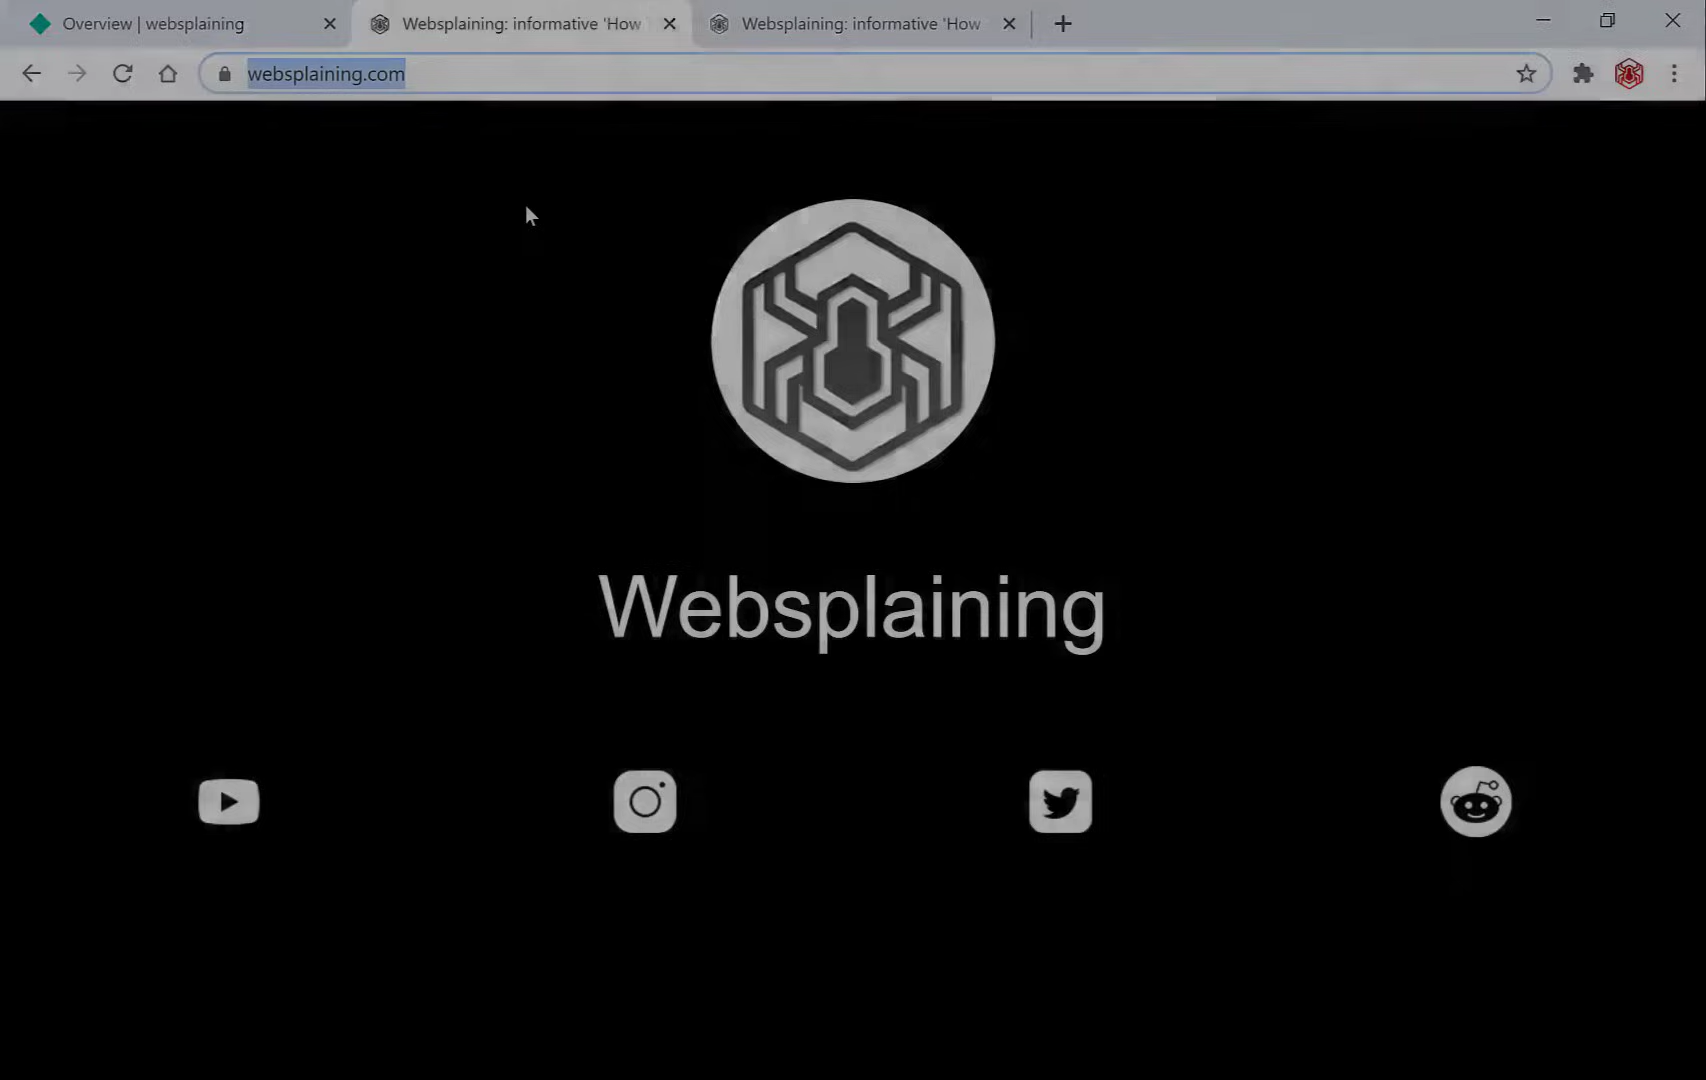 Overview | websplaining
Websplaining: informative 'How
Websplaining: informative 'How
websplaining.com
Websplaining